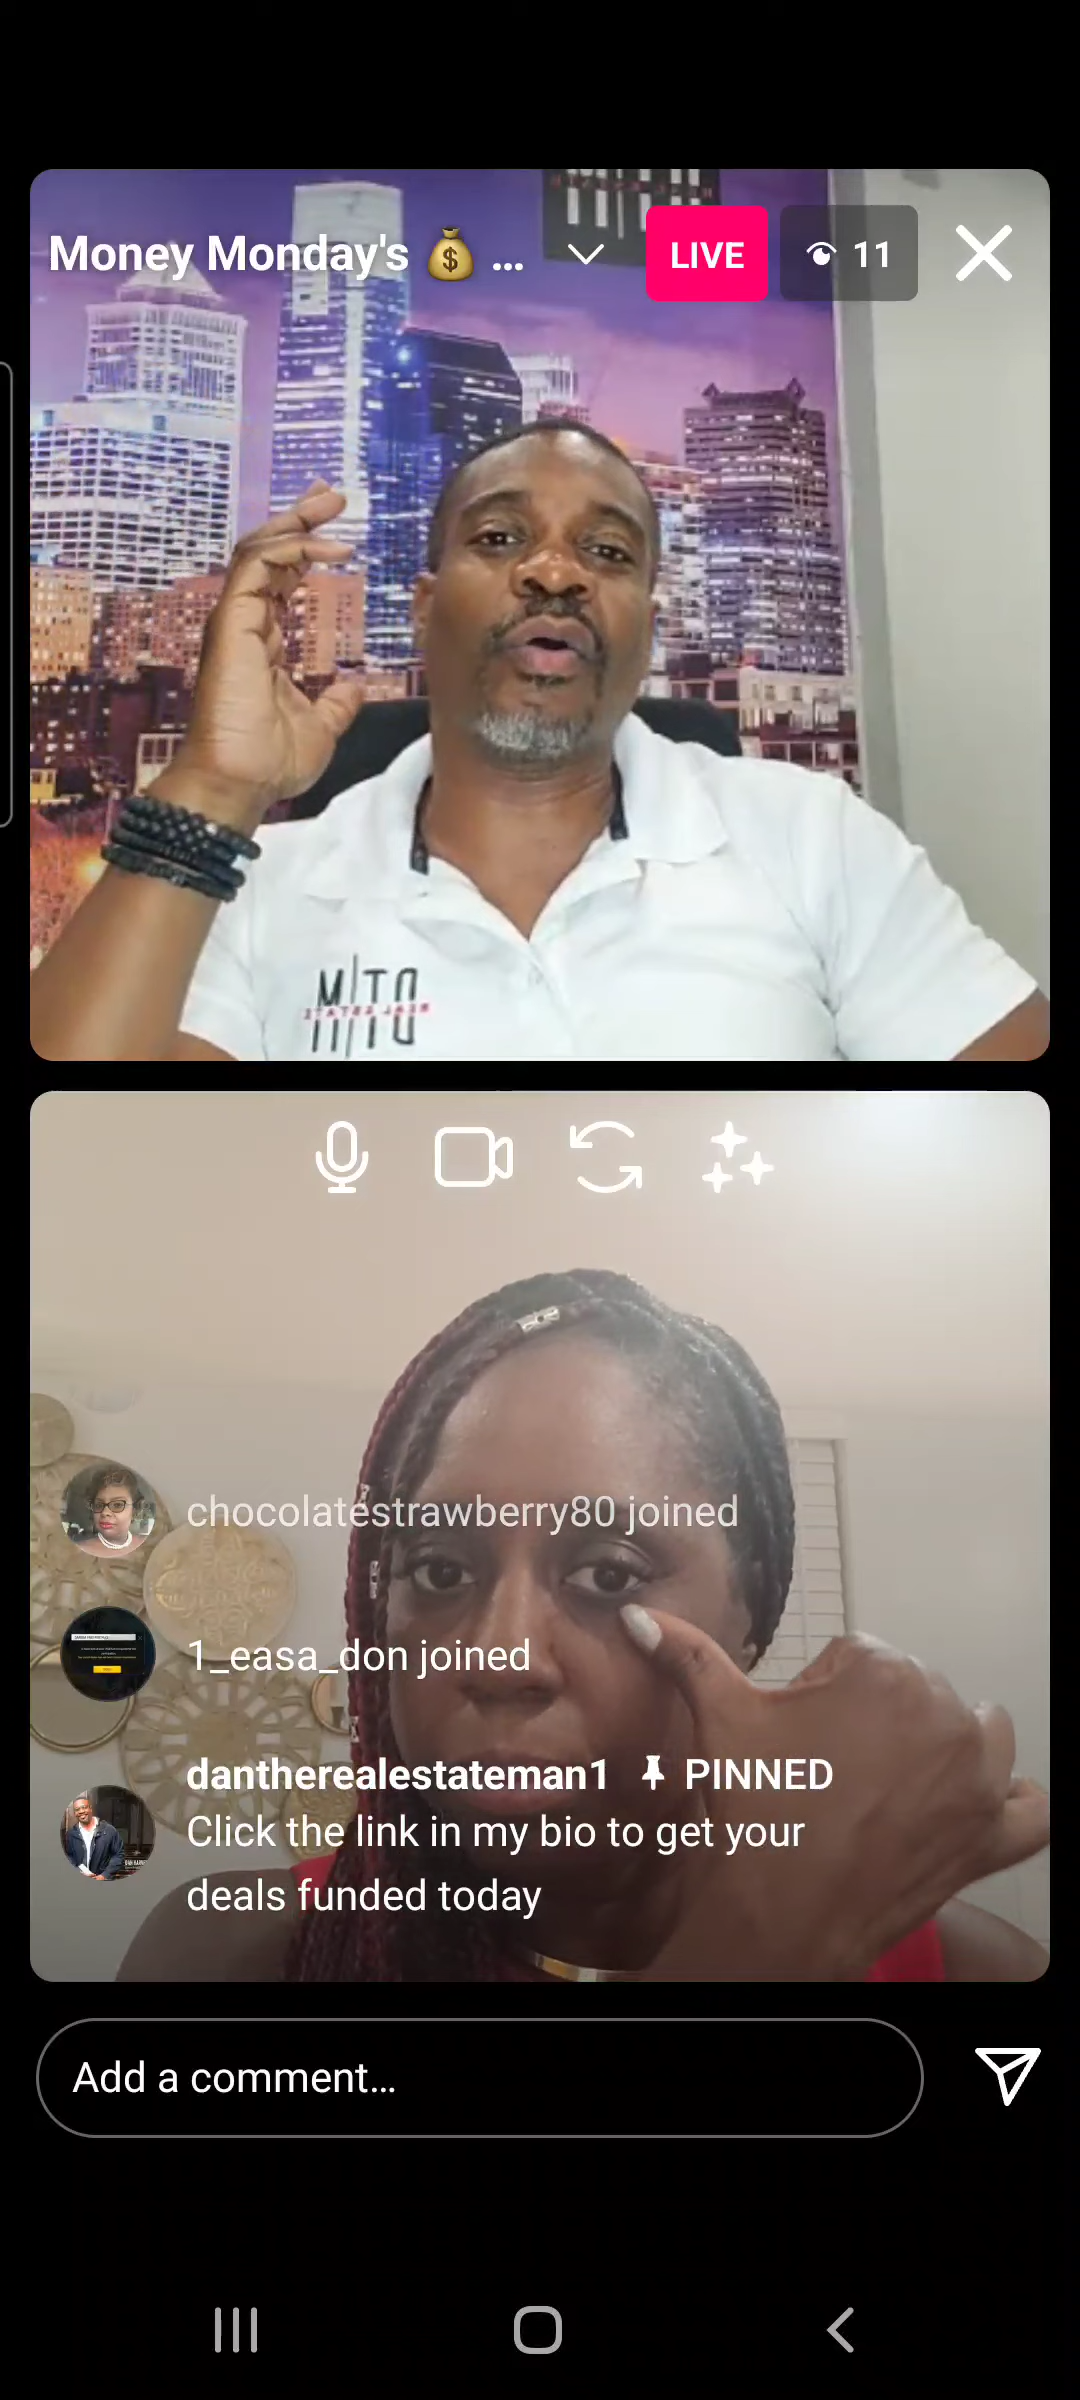 Money Monday's 💰 ...
LIVE
11
chocolatestrawberry80 joined
1_easa_don joined
dantherealestateman1 PINNED
Click the link in my bio to get your
deals funded today
Add a comment...